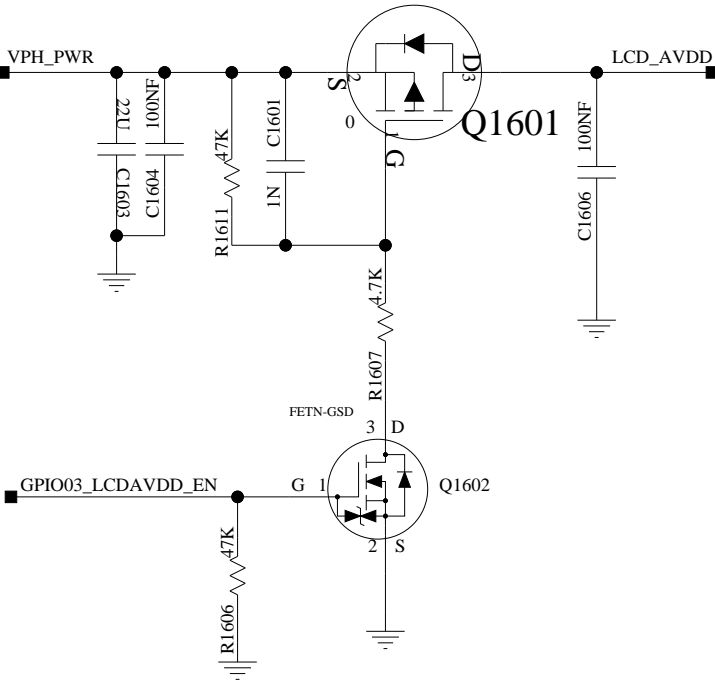 VPH_PWR
LCD_AVDD
S
2
D
3
0
1
G
Q1601
22U
C1603
100NF
C1604
47K
R1611
C1601
1N
100NF
C1606
4.7K
R1607
FETN-GSD
3 D
GPIO03_LCDAVDD_EN
G 1
Q1602
2 S
47K
R1606